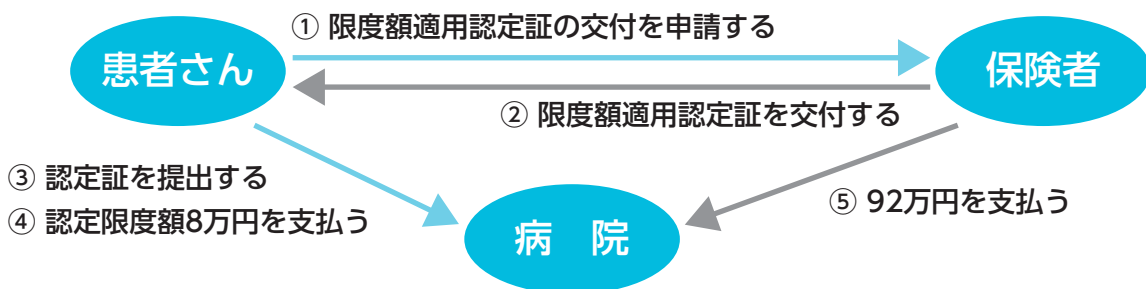 ① 限度額適用認定証の交付を申請する
患者さん
保険者
② 限度額適用認定証を交付する
③ 認定証を提出する
④ 認定限度額8万円を支払う
⑤ 92万円を支払う
病　院